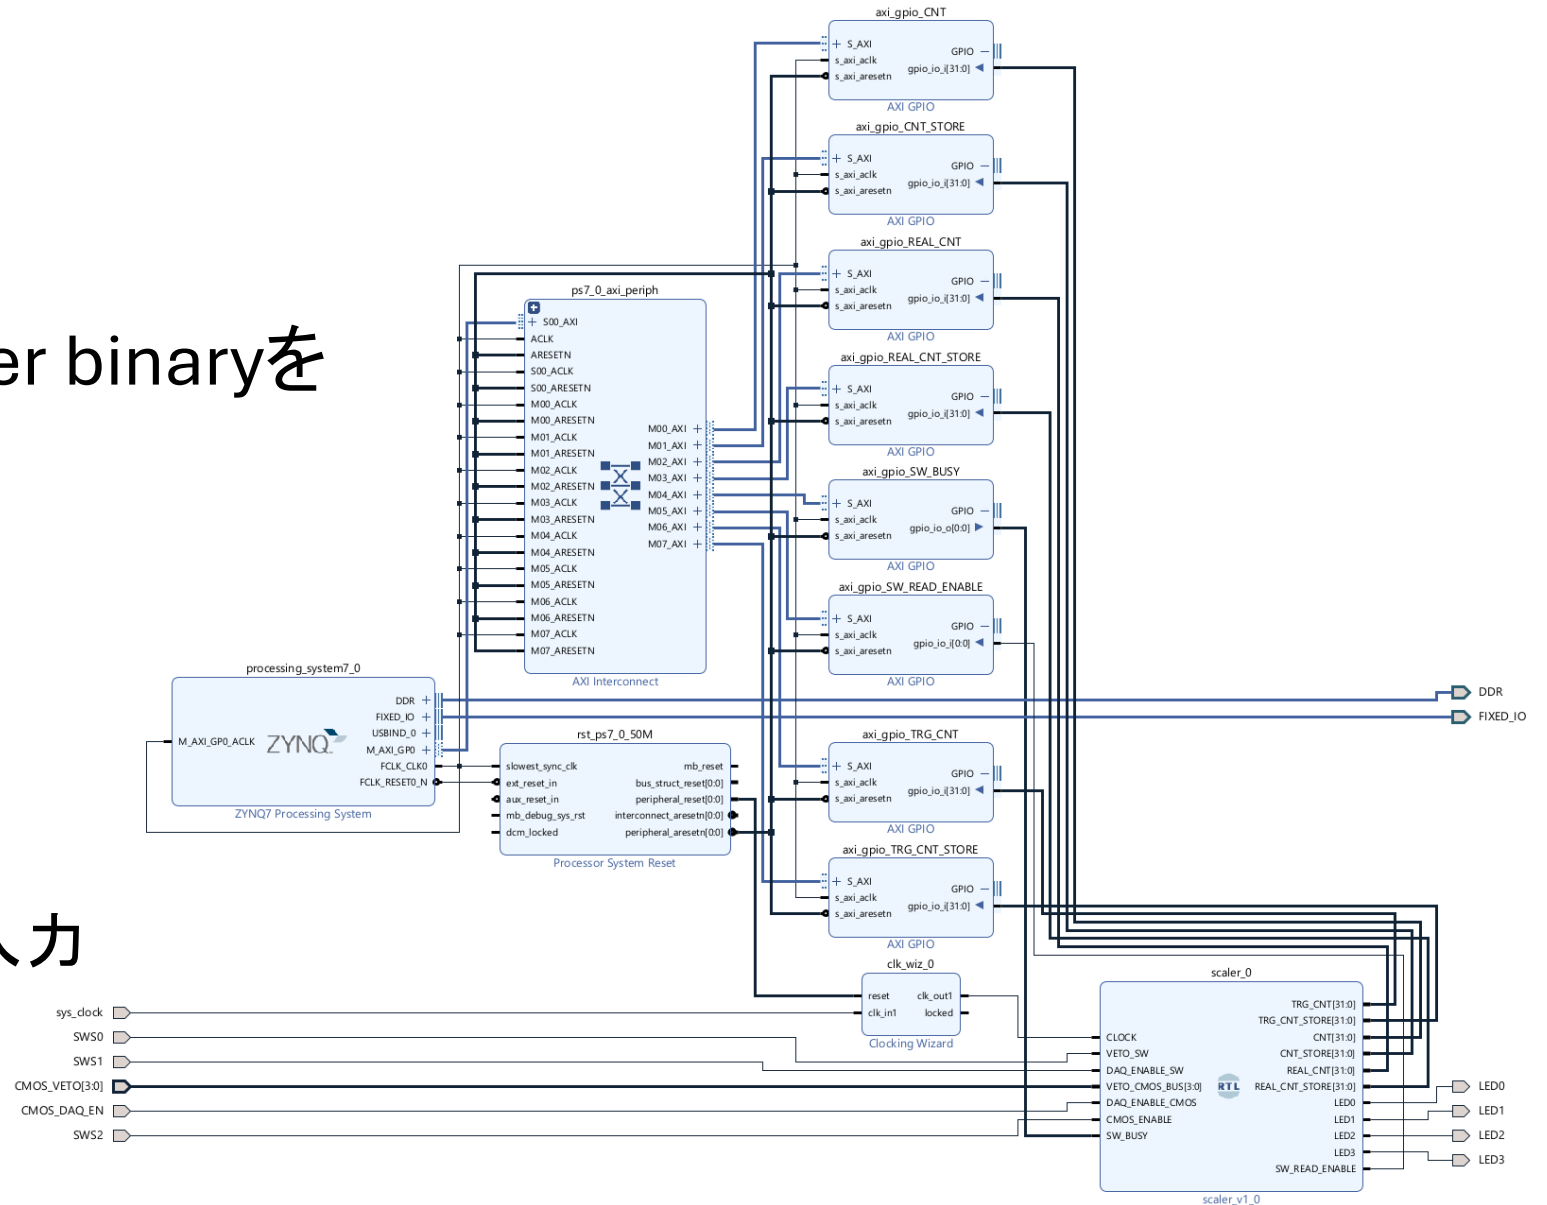 er binaryを
入力
axi_gpio_CNT
S_AXI
s_axi_aclk
s_axi_aresetn
GPIO
gpio_io_i[31:0]
AXI GPIO
axi_gpio_CNT_STORE
S_AXI
s_axi_aclk
s_axi_aresetn
GPIO
gpio_io_i[31:0]
AXI GPIO
axi_gpio_REAL_CNT
S_AXI
s_axi_aclk
s_axi_aresetn
GPIO
gpio_io_i[31:0]
AXI GPIO
axi_gpio_REAL_CNT_STORE
S_AXI
s_axi_aclk
s_axi_aresetn
GPIO
gpio_io_i[31:0]
AXI GPIO
axi_gpio_SW_BUSY
S_AXI
s_axi_aclk
s_axi_aresetn
GPIO
gpio_io_o[0:0]
AXI GPIO
axi_gpio_SW_READ_ENABLE
S_AXI
s_axi_aclk
s_axi_aresetn
GPIO
gpio_io_i[0:0]
AXI GPIO
axi_gpio_TRG_CNT
S_AXI
s_axi_aclk
s_axi_aresetn
GPIO
gpio_io_i[31:0]
AXI GPIO
axi_gpio_TRG_CNT_STORE
S_AXI
s_axi_aclk
s_axi_aresetn
GPIO
gpio_io_i[31:0]
AXI GPIO
ps7_0_axi_periph
S00_AXI
ACLK
ARESETN
S00_ACLK
S00_ARESETN
M00_ACLK
M00_ARESETN
M01_ACLK
M01_ARESETN
M02_ACLK
M02_ARESETN
M03_ACLK
M03_ARESETN
M04_ACLK
M04_ARESETN
M05_ACLK
M05_ARESETN
M06_ACLK
M06_ARESETN
M07_ACLK
M07_ARESETN
M00_AXI
M01_AXI
M02_AXI
M03_AXI
M04_AXI
M05_AXI
M06_AXI
M07_AXI
AXI Interconnect
processing_system7_0
M_AXI_GP0_ACLK
ZYNQ
DDR
FIXED_IO
USBIND_0
M_AXI_GP0
FCLK_CLK0
FCLK_RESET0_N
ZYNQ7 Processing System
rst_ps7_0_50M
slowest_sync_clk
ext_reset_in
aux_reset_in
mb_debug_sys_rst
dcm_locked
mb_reset
bus_struct_reset[0:0]
peripheral_reset[0:0]
interconnect_aresetn[0:0]
peripheral_aresetn[0:0]
Processor System Reset
DDR
FIXED_IO
clk_wiz_0
reset
clk_in1
clk_out1
locked
Clocking Wizard
sys_clock
SWS0
SWS1
CMOS_VETO[3:0]
CMOS_DAQ_EN
SWS2
scaler_0
CLOCK
VETO_SW
DAQ_ENABLE_SW
VETO_CMOS_BUS[3:0]
DAQ_ENABLE_CMOS
CMOS_ENABLE
SW_BUSY
RTL
TRG_CNT[31:0]
TRG_CNT_STORE[31:0]
CNT[31:0]
CNT_STORE[31:0]
REAL_CNT[31:0]
REAL_CNT_STORE[31:0]
LED0
LED1
LED2
LED3
SW_READ_ENABLE
scaler_v1_0
LED0
LED1
LED2
LED3